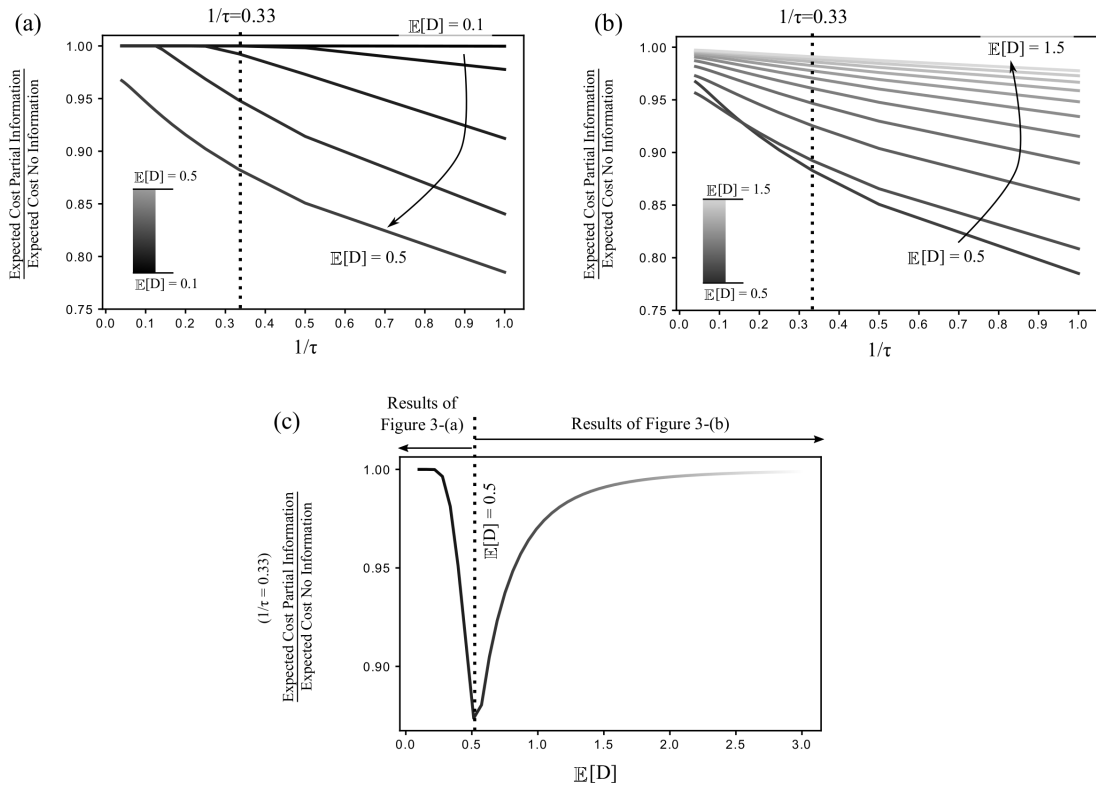 (a)
1/τ=0.33
𝔼[D] = 0.1
1.00
0.95
0.90
0.85
0.80
0.75
Expected Cost Partial Information
Expected Cost No Information
𝔼[D] = 0.5
𝔼[D] = 0.1
𝔼[D] = 0.5
0.0 0.1 0.2 0.3 0.4 0.5 0.6 0.7 0.8 0.9 1.0
1/τ
(b)
1/τ=0.33
𝔼[D] = 1.5
1.00
0.95
0.90
0.85
0.80
0.75
Expected Cost Partial Information
Expected Cost No Information
𝔼[D] = 1.5
𝔼[D] = 0.5
𝔼[D] = 0.5
0.0 0.1 0.2 0.3 0.4 0.5 0.6 0.7 0.8 0.9 1.0
1/τ
(c)
Results of
Figure 3-(a)
Results of Figure 3-(b)
1.00
0.95
0.90
(1/τ = 0.33)
Expected Cost Partial Information
Expected Cost No Information
𝔼[D] = 0.5
0.0 0.5 1.0 1.5 2.0 2.5 3.0
𝔼[D]